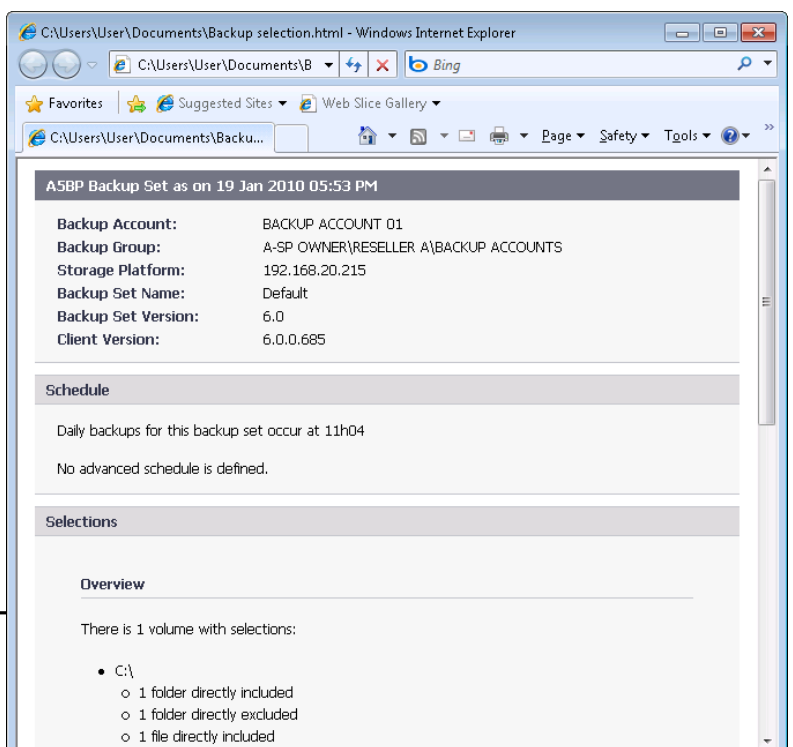 C:\Users\User\Documents\Backup selection.html - Windows Internet Explorer
C:\Users\User\Documents\B
Bing
Favorites Suggested Sites Web Slice Gallery
C:\Users\User\Documents\Backu... Page Safety Tools
A5BP Backup Set as on 19 Jan 2010 05:53 PM
Backup Account: BACKUP ACCOUNT 01
Backup Group: A-SP OWNER\RESELLER A\BACKUP ACCOUNTS
Storage Platform: 192.168.20.215
Backup Set Name: Default
Backup Set Version: 6.0
Client Version: 6.0.0.685
Schedule
Daily backups for this backup set occur at 11h04
No advanced schedule is defined.
Selections
Overview
There is 1 volume with selections:
C:\
1 folder directly included
1 folder directly excluded
1 file directly included